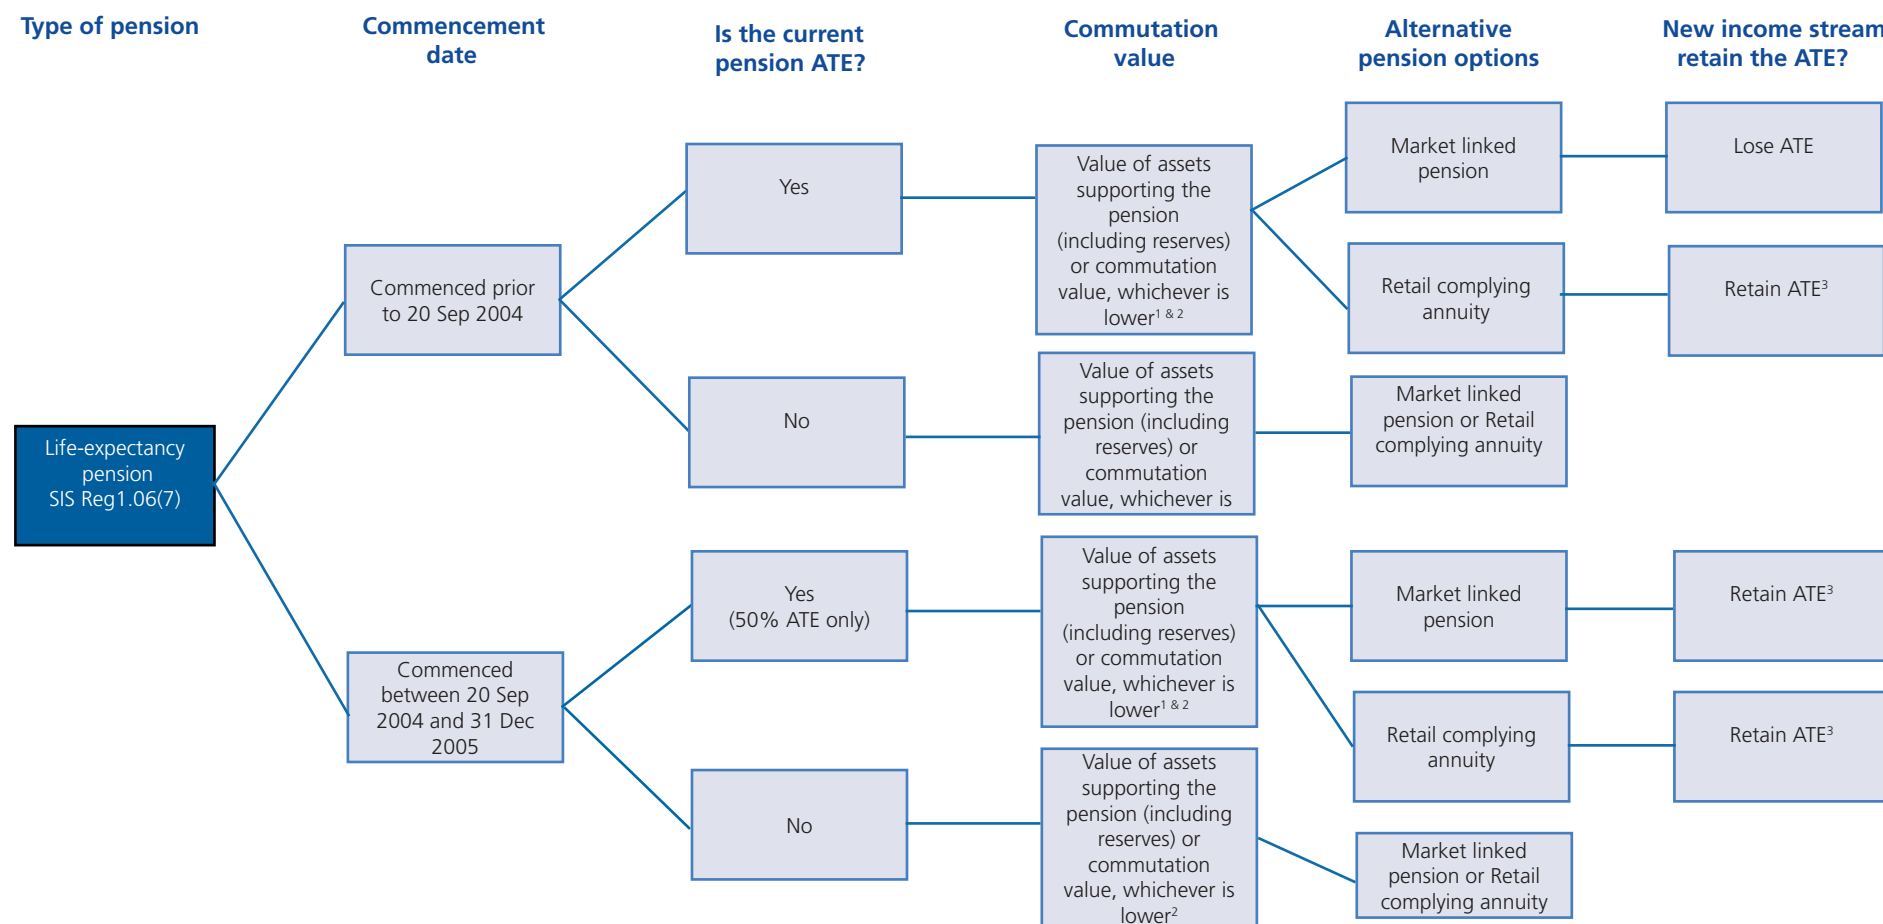 Type of pension
Commencement
date
Is the current
pension ATE?
Commutation
value
Alternative
pension options
New income stream
retain the ATE?
Life-expectancy
pension
SIS Reg1.06(7)
Commenced prior
to 20 Sep 2004
Yes
Value of assets
supporting the
pension
(including reserves)
or commutation
value, whichever is
lower1 & 2
Market linked
pension
Lose ATE
Retail complying
annuity
Retain ATE3
No
Value of assets
supporting the
pension (including
reserves) or
commutation
value, whichever is
Market linked
pension or Retail
complying annuity
Commenced
between 20 Sep
2004 and 31 Dec
2005
Yes
(50% ATE only)
Value of assets
supporting the
pension
(including reserves)
or commutation
value, whichever is
lower1 & 2
Market linked
pension
Retain ATE3
Retail complying
annuity
Retain ATE3
No
Value of assets
supporting the
pension (including
reserves) or
commutation
value, whichever is
lower2
Market linked
pension or Retail
complying annuity